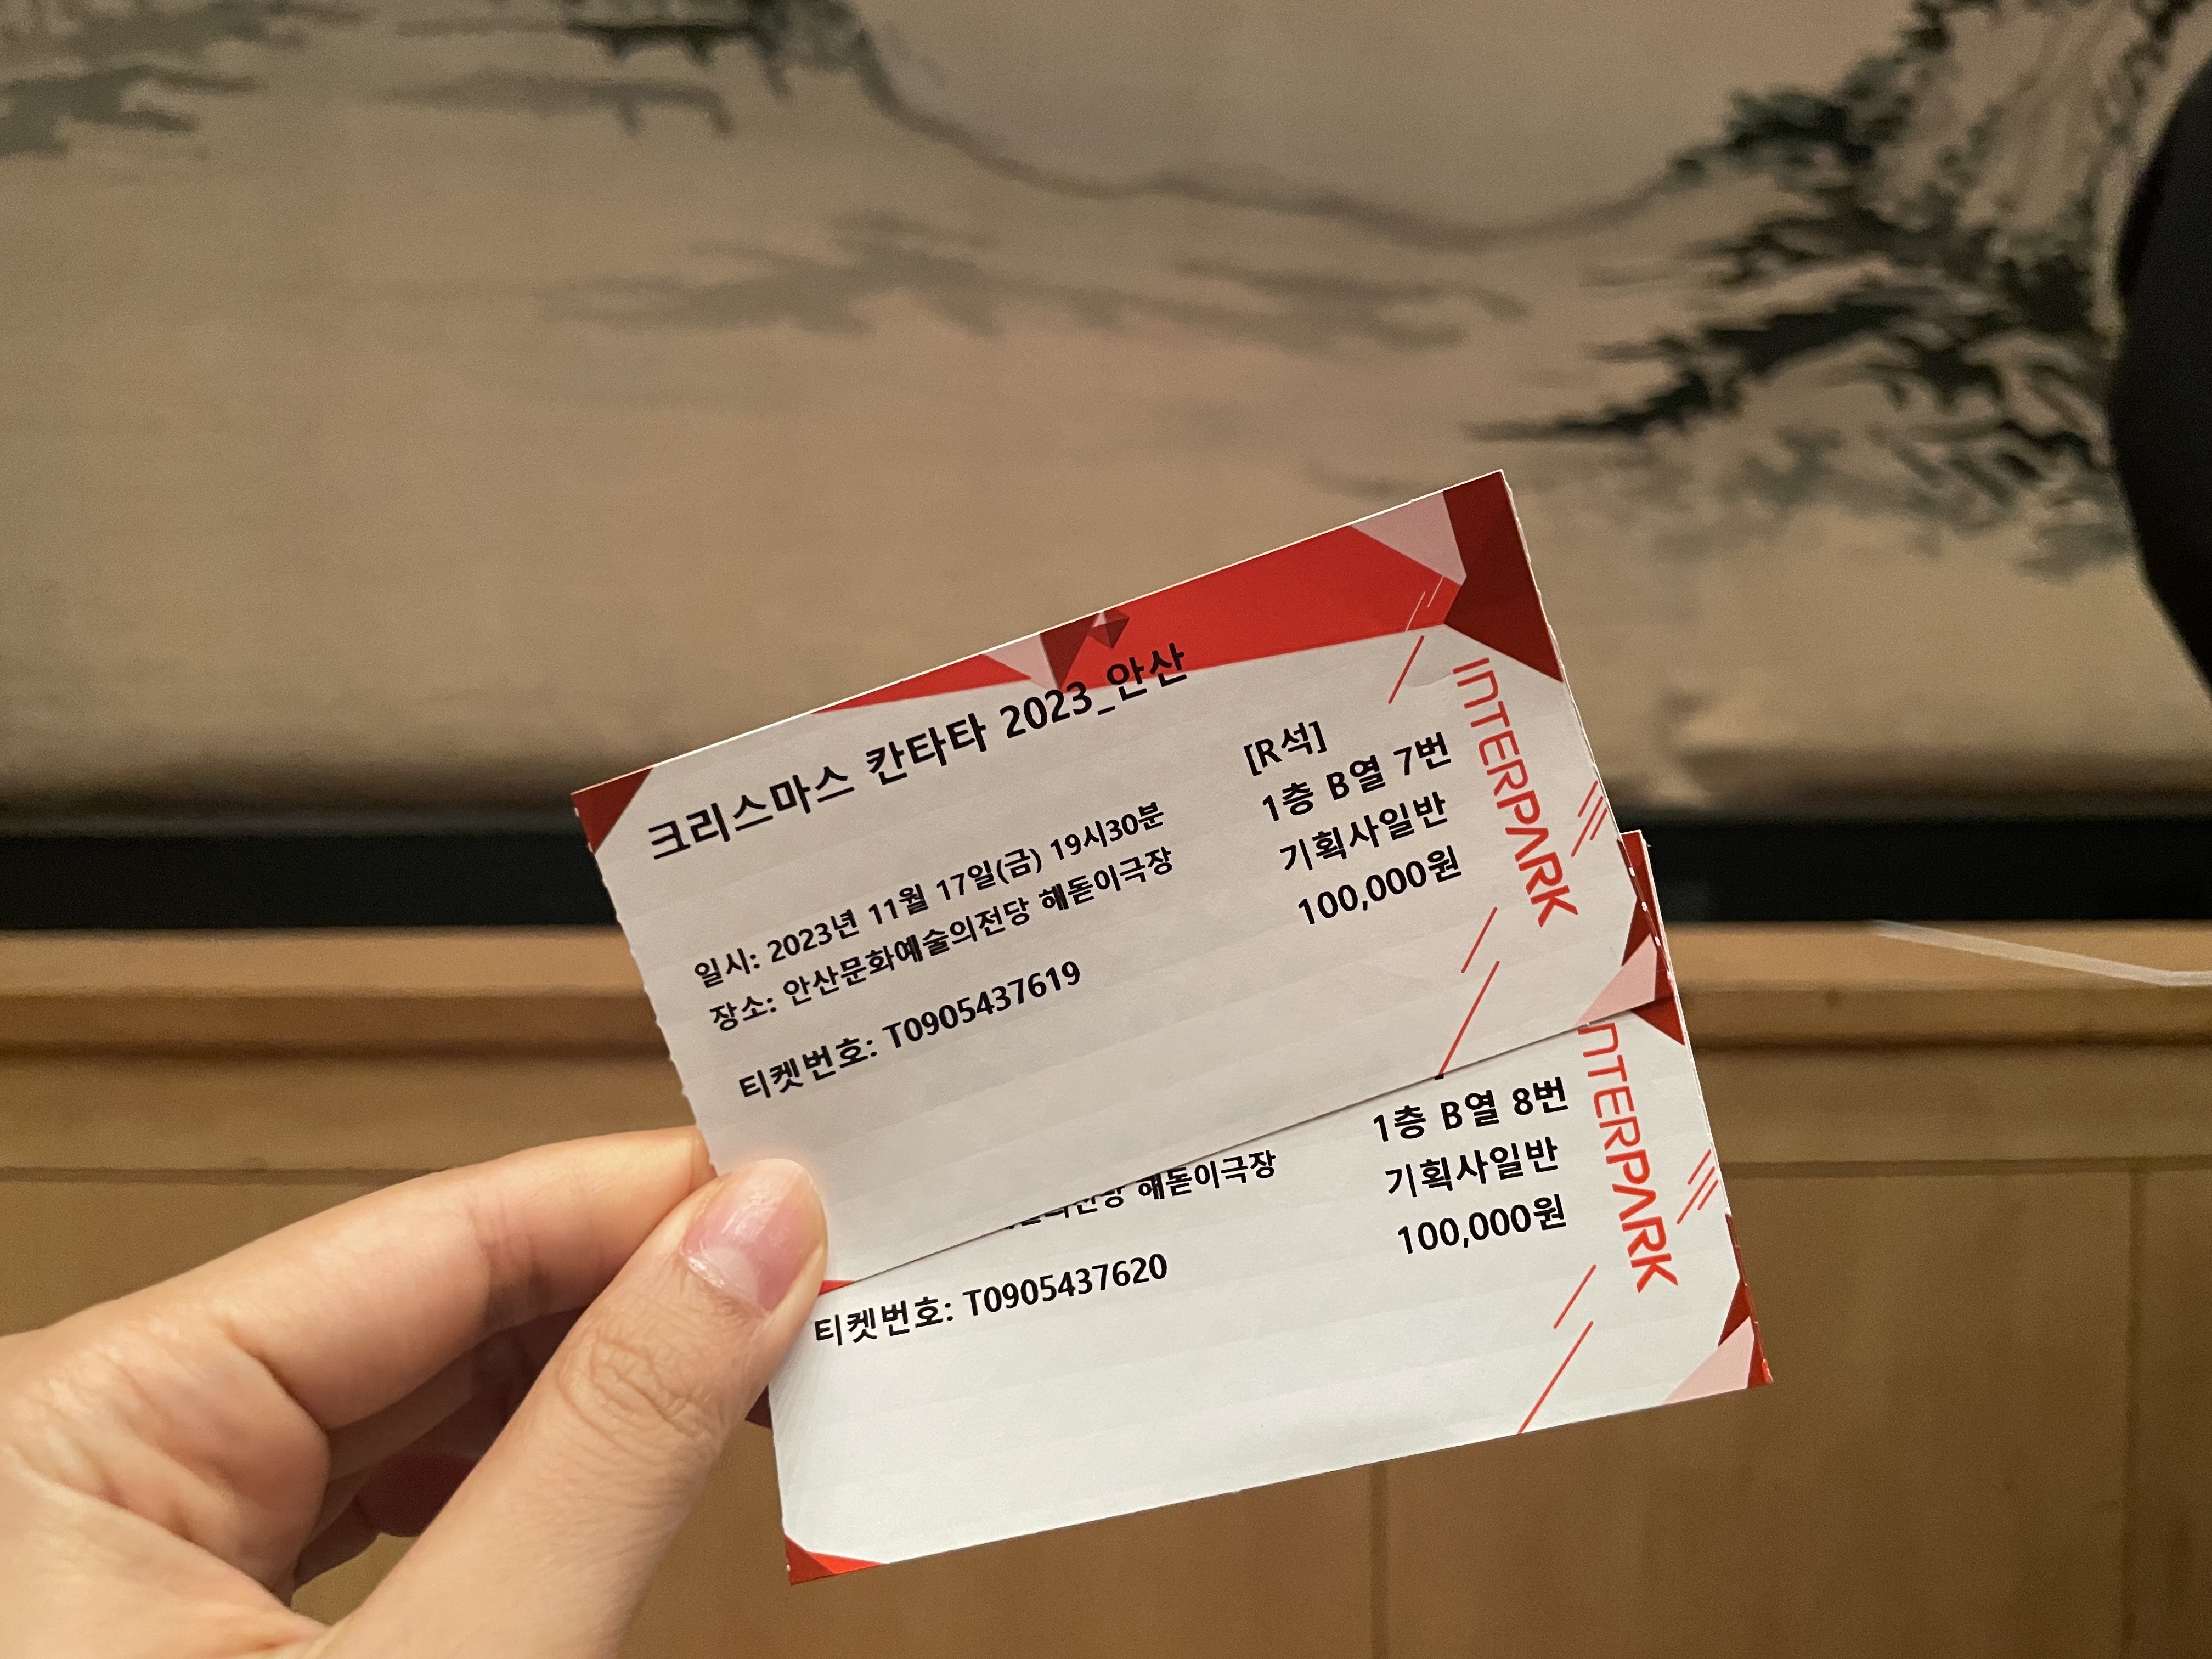 크리스마스 칸타타 2023_안산
일시: 2023년 11월 17일(금) 19시30분
장소: 안산문화예술의전당 해돋이극장
티켓번호: T0905437619
[R석]
1층 B열 7번
기획사일반
100,000원
INTERPARK
해돋이극장
티켓번호: T0905437620
1층 B열 8번
기획사일반
100,000원
INTERPARK